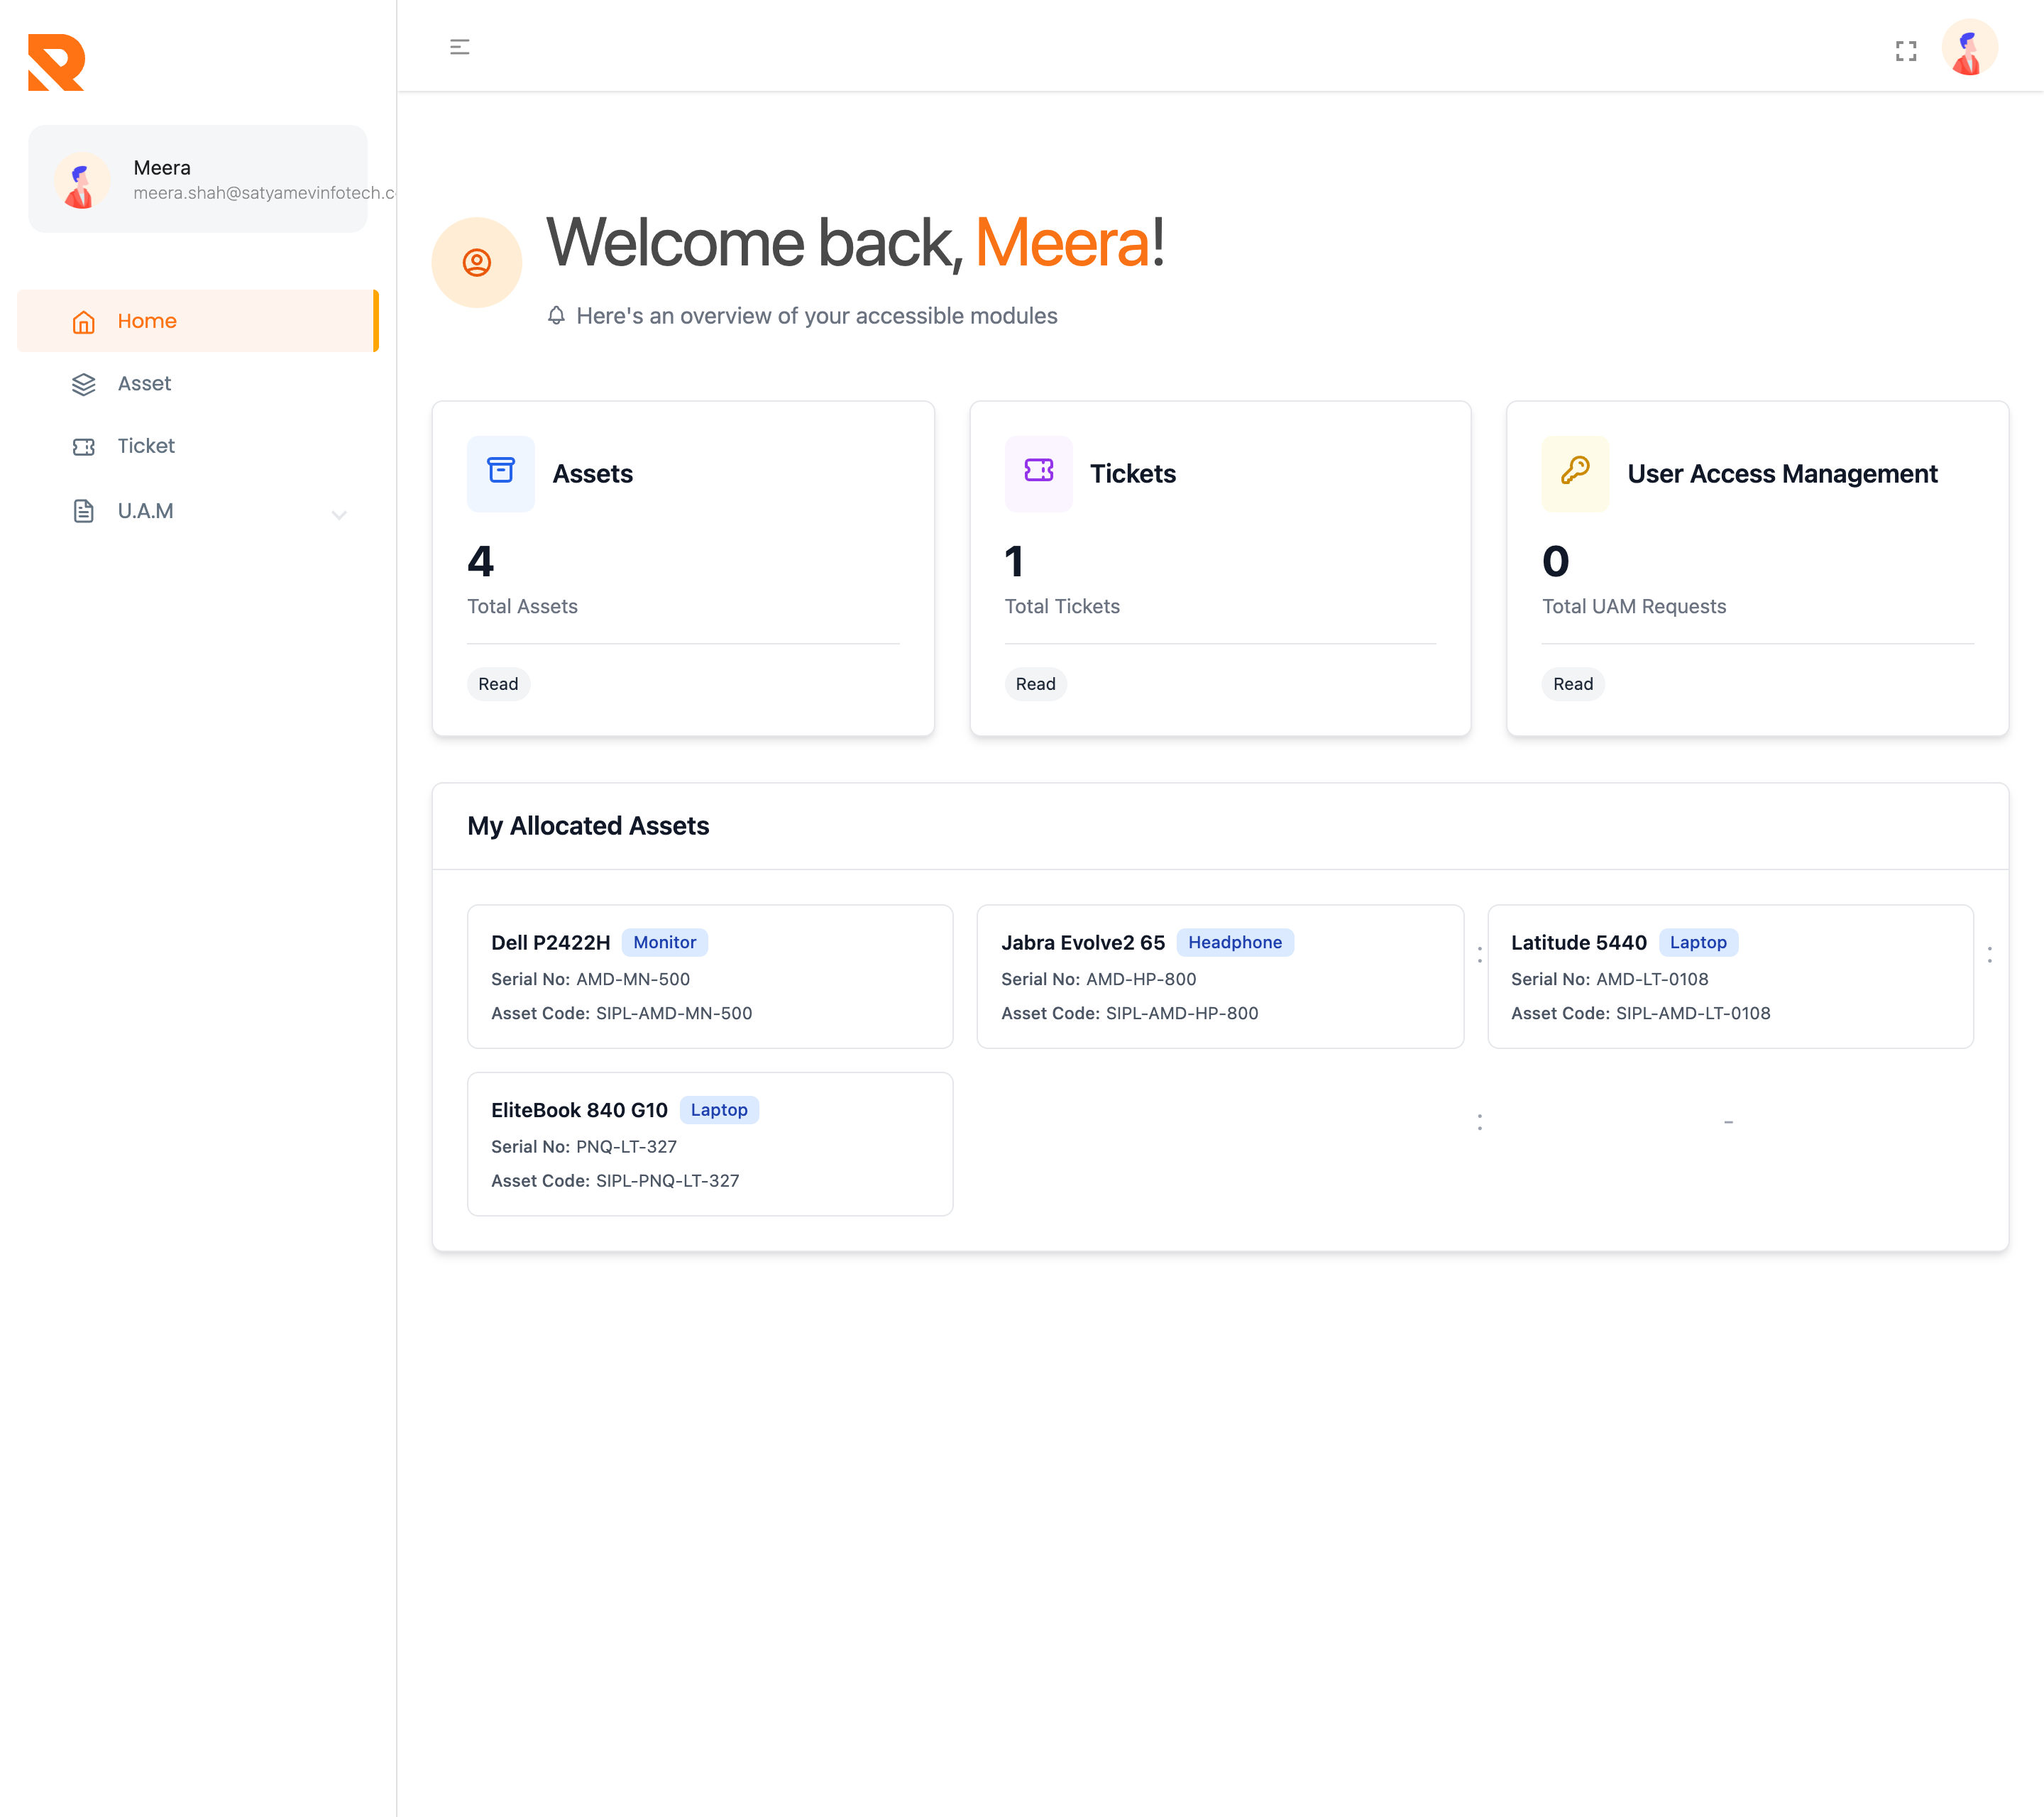 Meera
meera.shah@satyamevinfotech.c
Home
Asset
Ticket
U.A.M
Welcome back, Meera!
Here's an overview of your accessible modules
Assets
4
Total Assets
Read
Tickets
1
Total Tickets
Read
User Access Management
0
Total UAM Requests
Read
My Allocated Assets
Dell P2422H Monitor
Serial No: AMD-MN-500
Asset Code: SIPL-AMD-MN-500
Jabra Evolve2 65 Headphone
Serial No: AMD-HP-800
Asset Code: SIPL-AMD-HP-800
:
Latitude 5440 Laptop
Serial No: AMD-LT-0108
Asset Code: SIPL-AMD-LT-0108
:
EliteBook 840 G10 Laptop
Serial No: PNQ-LT-327
Asset Code: SIPL-PNQ-LT-327
: -